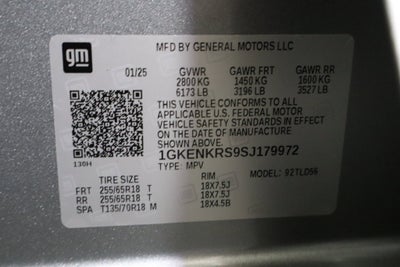 gm
MFD BY GENERAL MOTORS LLC
01/25 GVWR GAWR FRT GAWR RR
2800 KG 1450 KG 1600 KG
6173 LB 3196 LB 3527 LB
THIS VEHICLE CONFORMS TO ALL
APPLICABLE U.S. FEDERAL MOTOR
VEHICLE SAFETY STANDARDS IN EFFECT
ON THE DATE OF MANUFACTURE
SHOWN ABOVE.
1GKENKRS9SJ179972
136H TYPE: MPV MODEL: 92TLD56
TIRE SIZE RIM
FRT 255/65R18 T 18X7.5J
RR 255/65R18 T 18X7.5J
SPA T135/70R18 M 18X4.5B